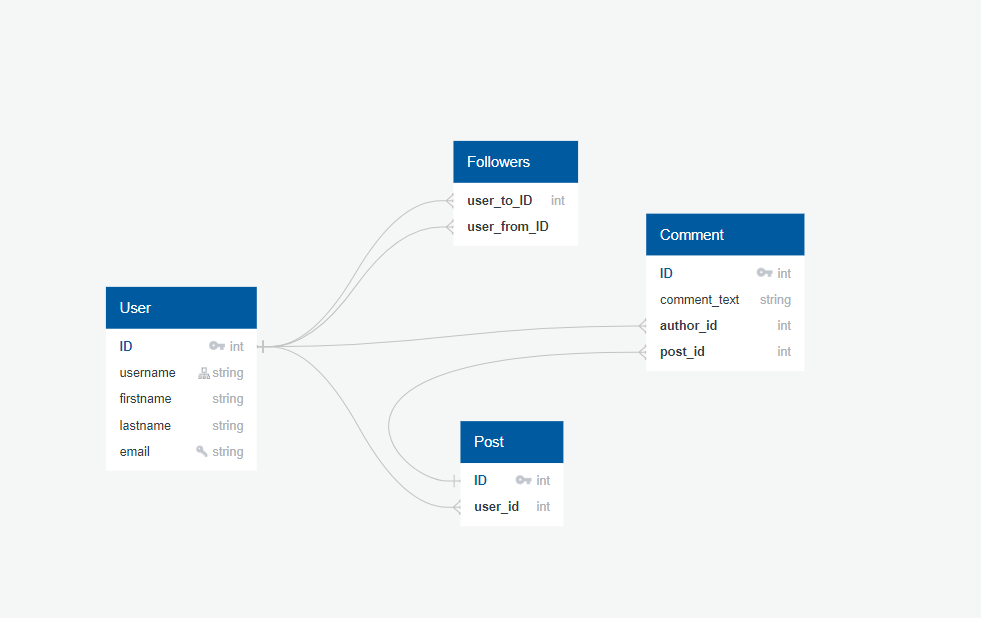 Followers
user_to_ID int
user_from_ID
Comment
ID int
comment_text string
author_id int
post_id int
User
ID int
username string
firstname string
lastname string
email string
Post
ID int
user_id int